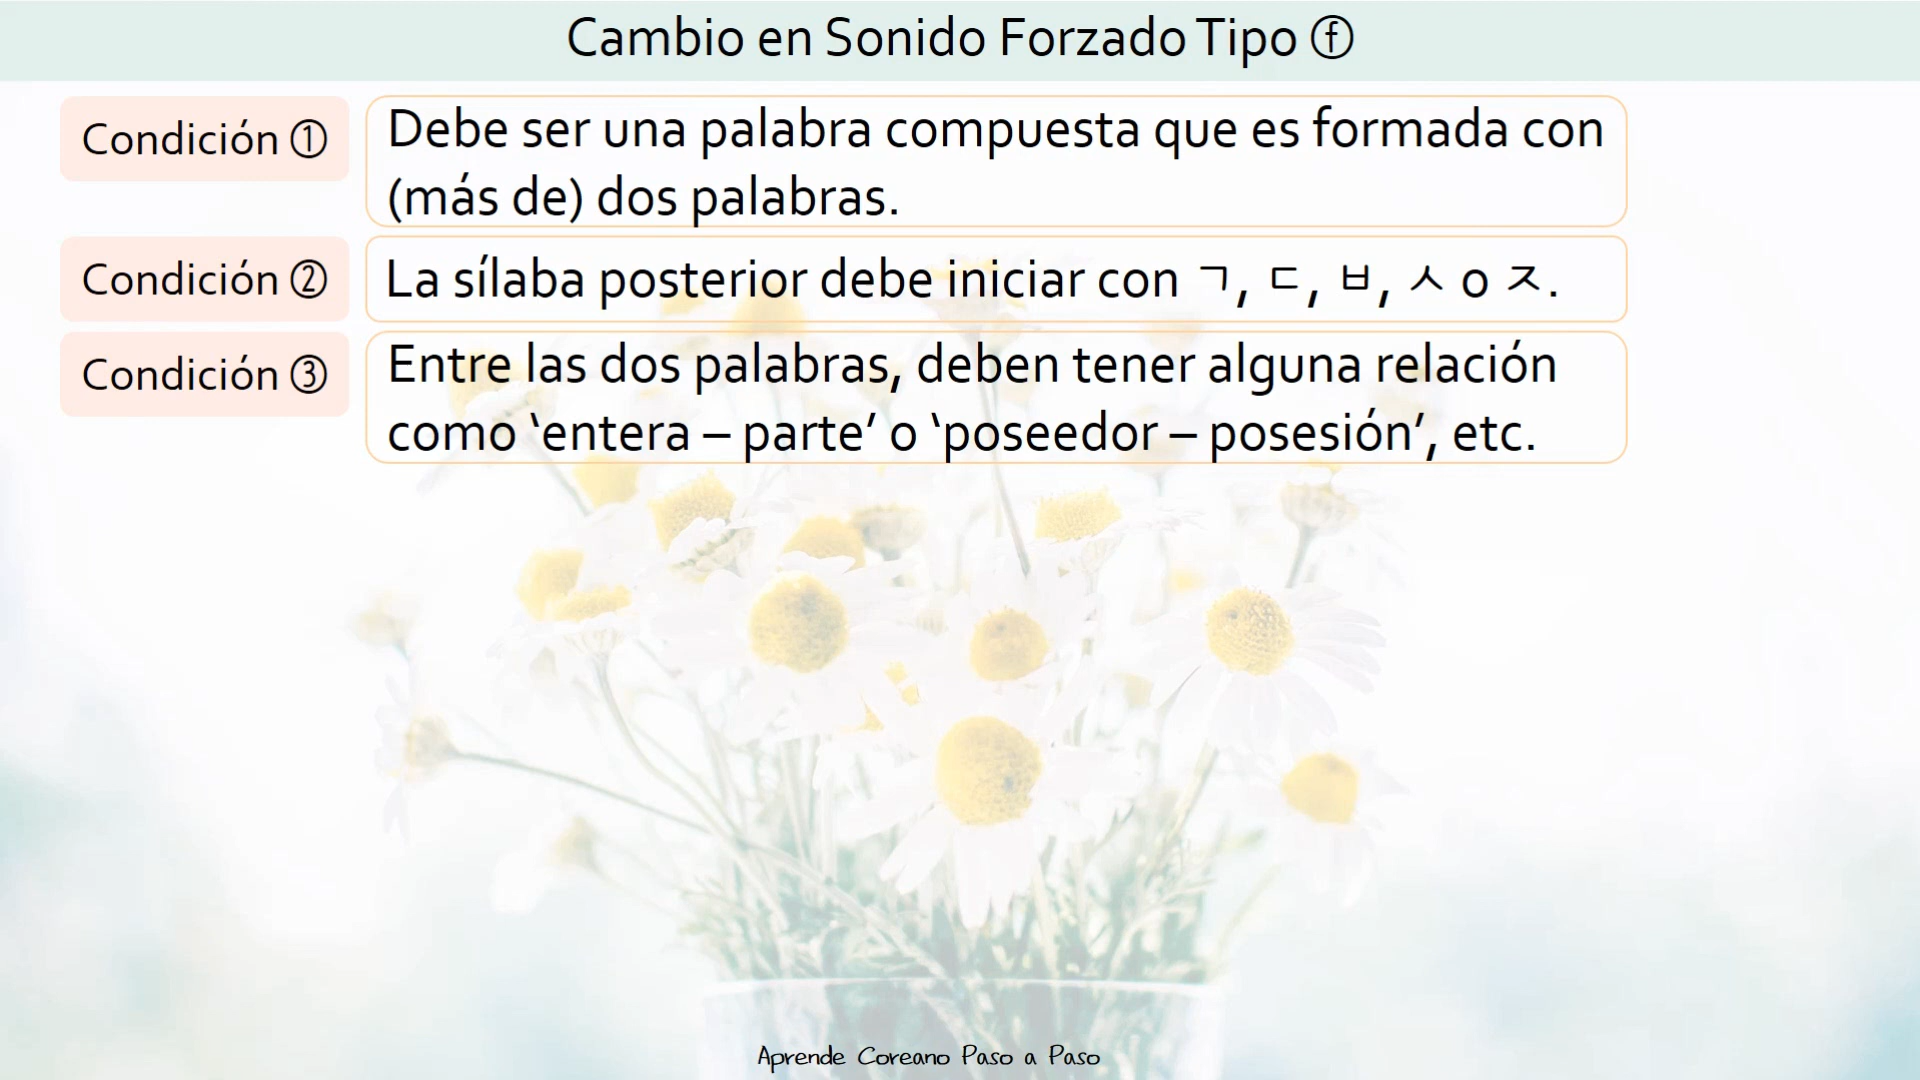 Cambio en Sonido Forzado Tipo ⓕ
Condición ①
Debe ser una palabra compuesta que es formada con
(más de) dos palabras.
Condición ②
La sílaba posterior debe iniciar con ㄱ, ㄷ, ㅂ, ㅅ o ㅈ.
Condición ③
Entre las dos palabras, deben tener alguna relación
como ‘entera – parte’ o ‘poseedor – posesión’, etc.
Aprende Coreano Paso a Paso